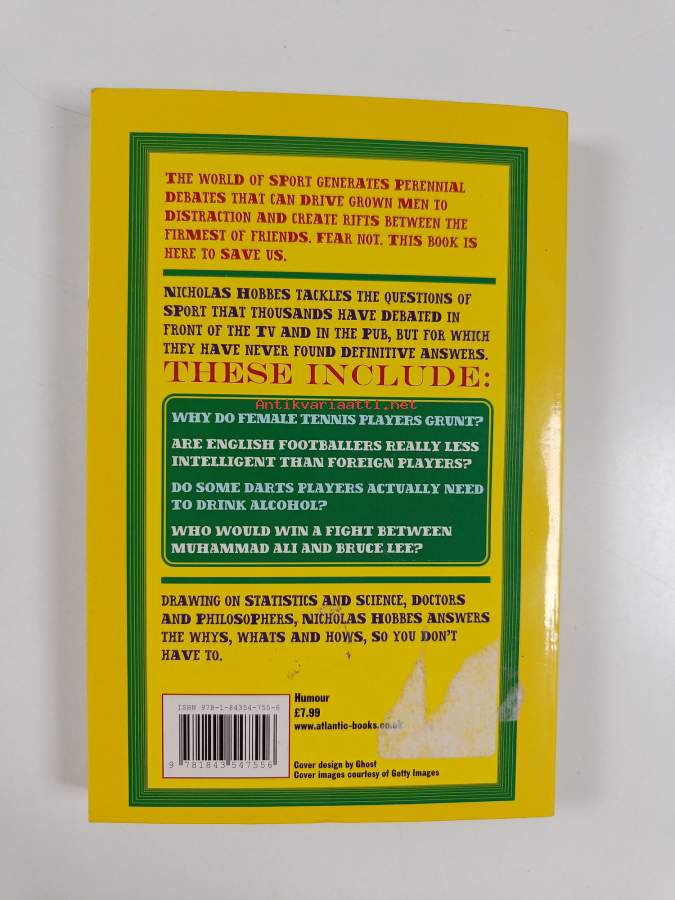 THE WORLD OF SPORT GENERATES PERENNIAL
DEBATES THAT CAN DRIVE GROWN MEN TO
DISTRACTION AND CREATE RIFTS BETWEEN THE
FIRMEST OF FRIENDS. FEAR NOT. THIS BOOK IS
HERE TO SAVE US.
NICHOLAS HOBBES TACKLES THE QUESTIONS OF
SPORT THAT THOUSANDS HAVE DEBATED IN
FRONT OF THE TV AND IN THE PUB, BUT FOR WHICH
THEY HAVE NEVER FOUND DEFINITIVE ANSWERS.
THESE INCLUDE:
Antikvariaatti.net
WHY DO FEMALE TENNIS PLAYERS GRUNT?
ARE ENGLISH FOOTBALLERS REALLY LESS
INTELLIGENT THAN FOREIGN PLAYERS?
DO SOME DARTS PLAYERS ACTUALLY NEED
TO DRINK ALCOHOL?
WHO WOULD WIN A FIGHT BETWEEN
MUHAMMAD ALI AND BRUCE LEE?
DRAWING ON STATISTICS AND SCIENCE, DOCTORS
AND PHILOSOPHERS, NICHOLAS HOBBES ANSWERS
THE WHYS, WHATS AND HOWS, SO YOU DON'T
HAVE TO.
ISBN 978-1-84354-755-6
9 781843 547556
Humour
£7.99
www.atlantic-books.co.uk
Cover design by Ghost
Cover images courtesy of Getty Images